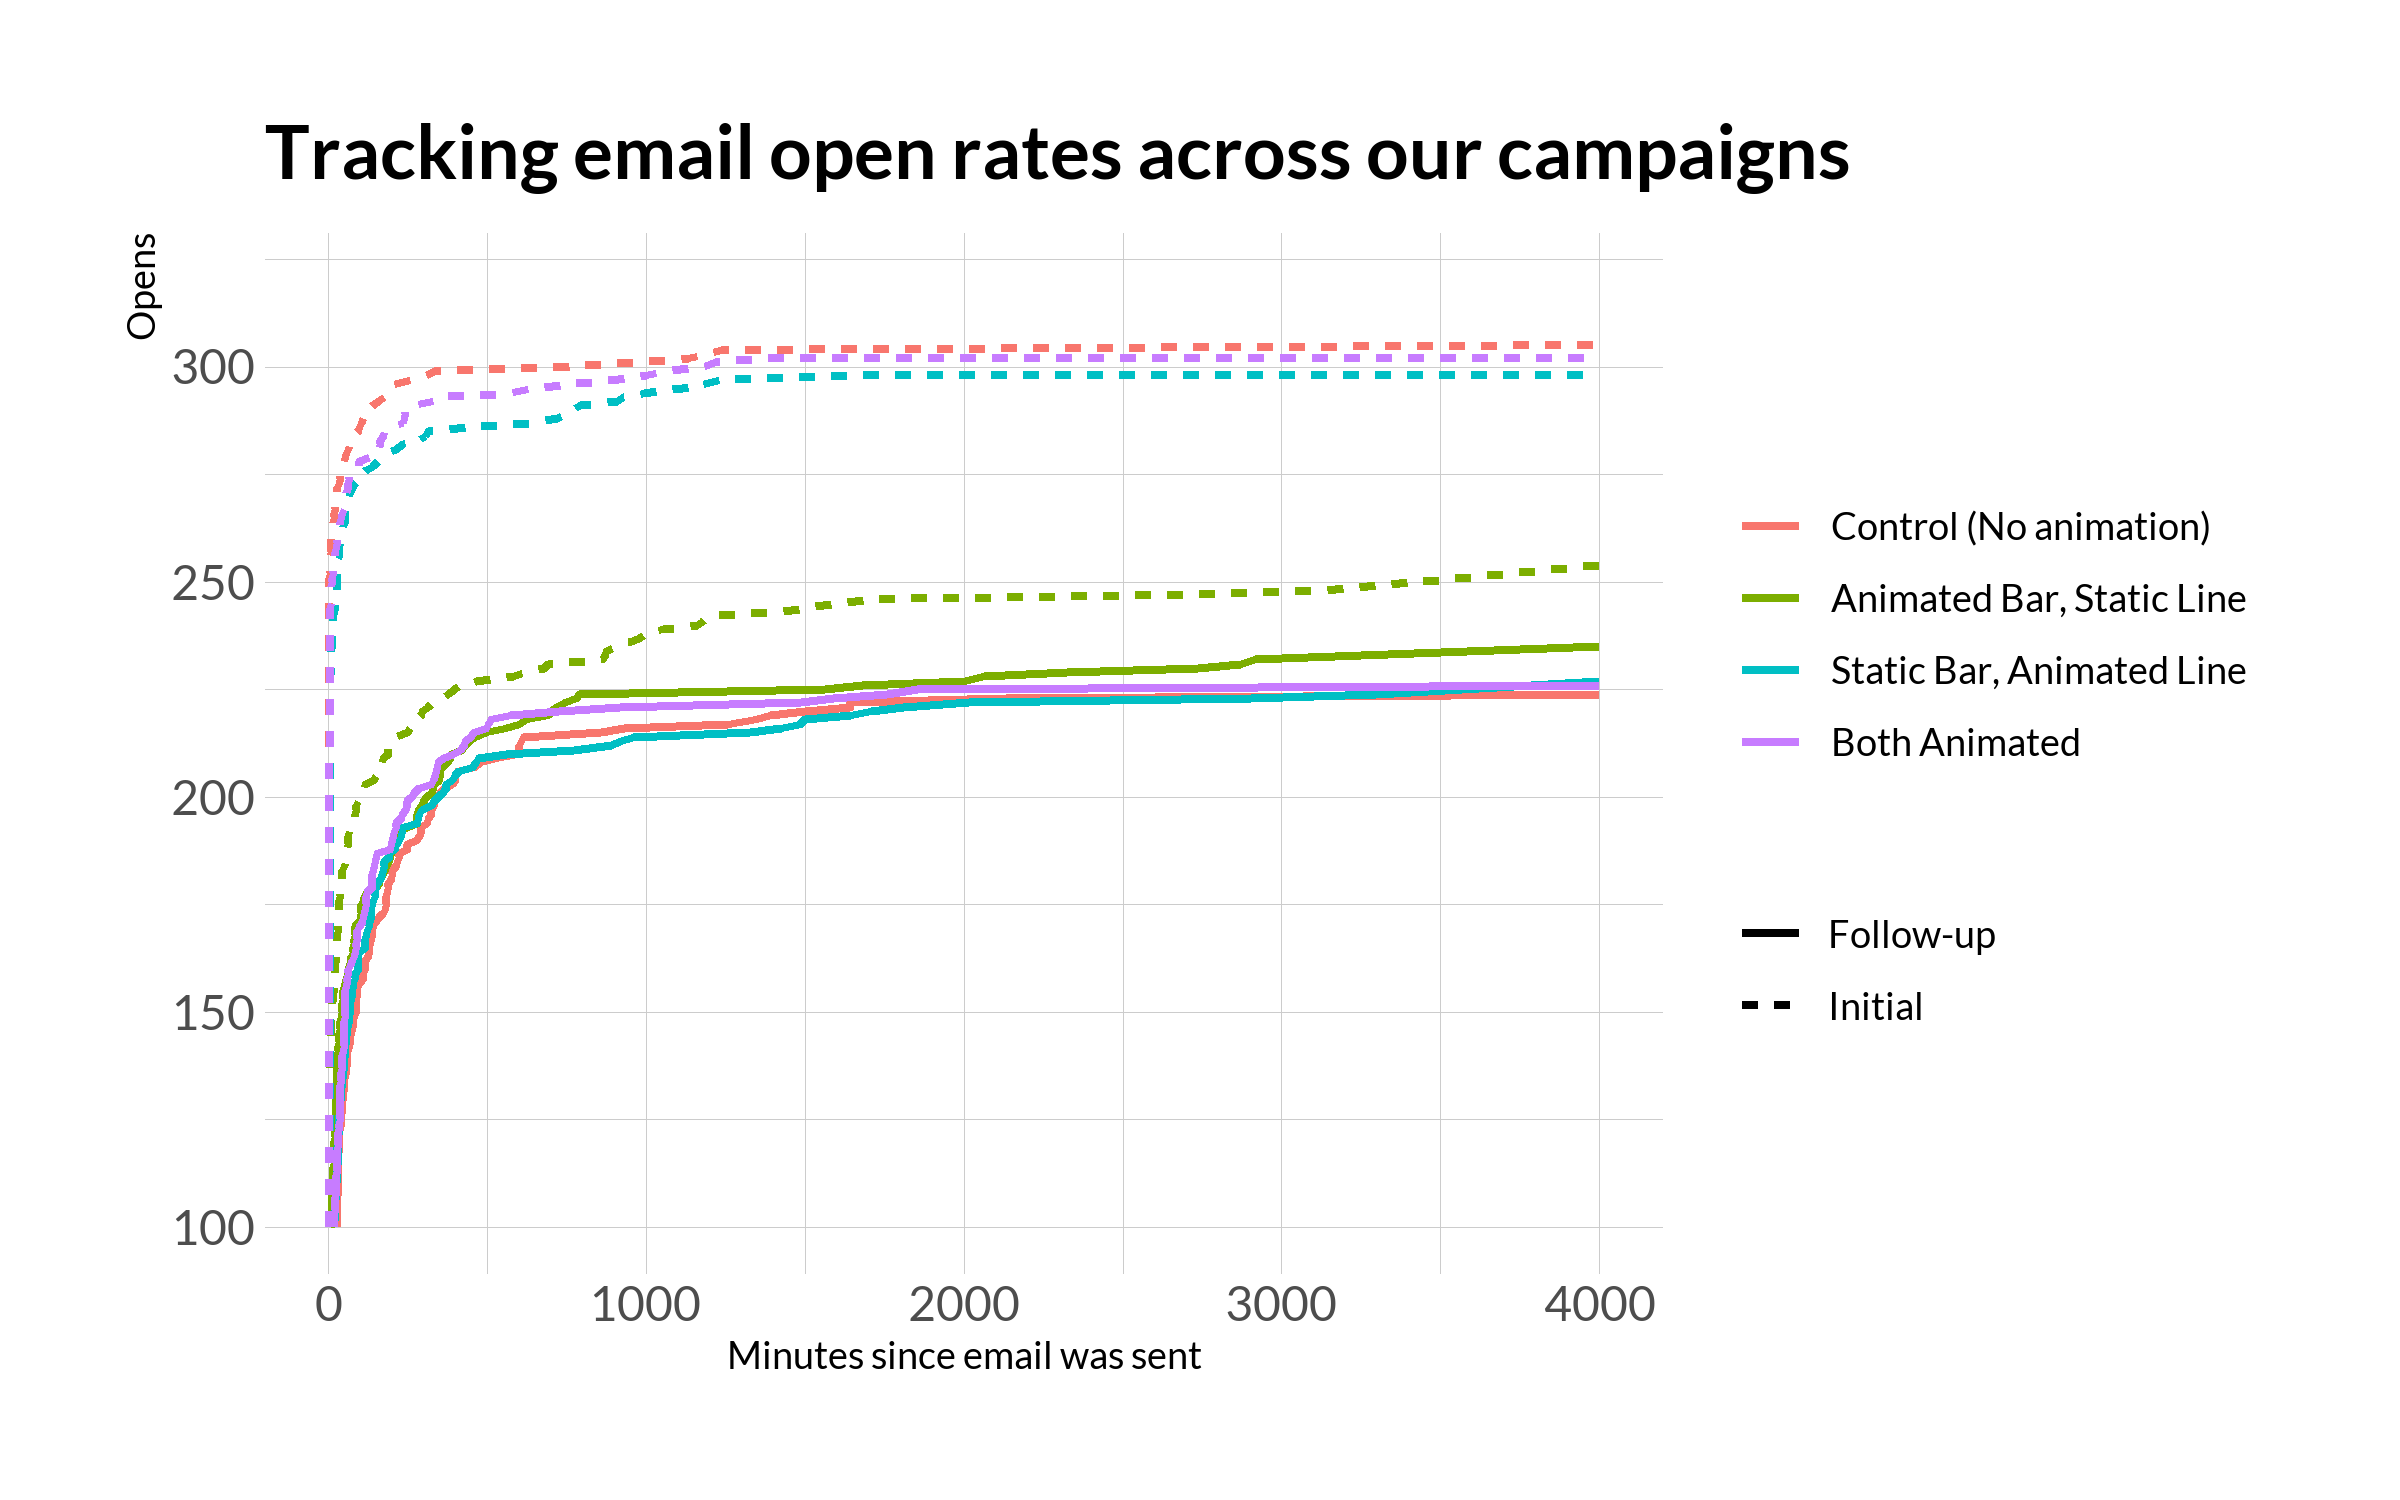 Tracking email open rates across our campaigns
Opens
300
250
200
150
100
0 1000 2000 3000 4000
Minutes since email was sent
Control (No animation)
Animated Bar, Static Line
Static Bar, Animated Line
Both Animated
Follow-up
Initial